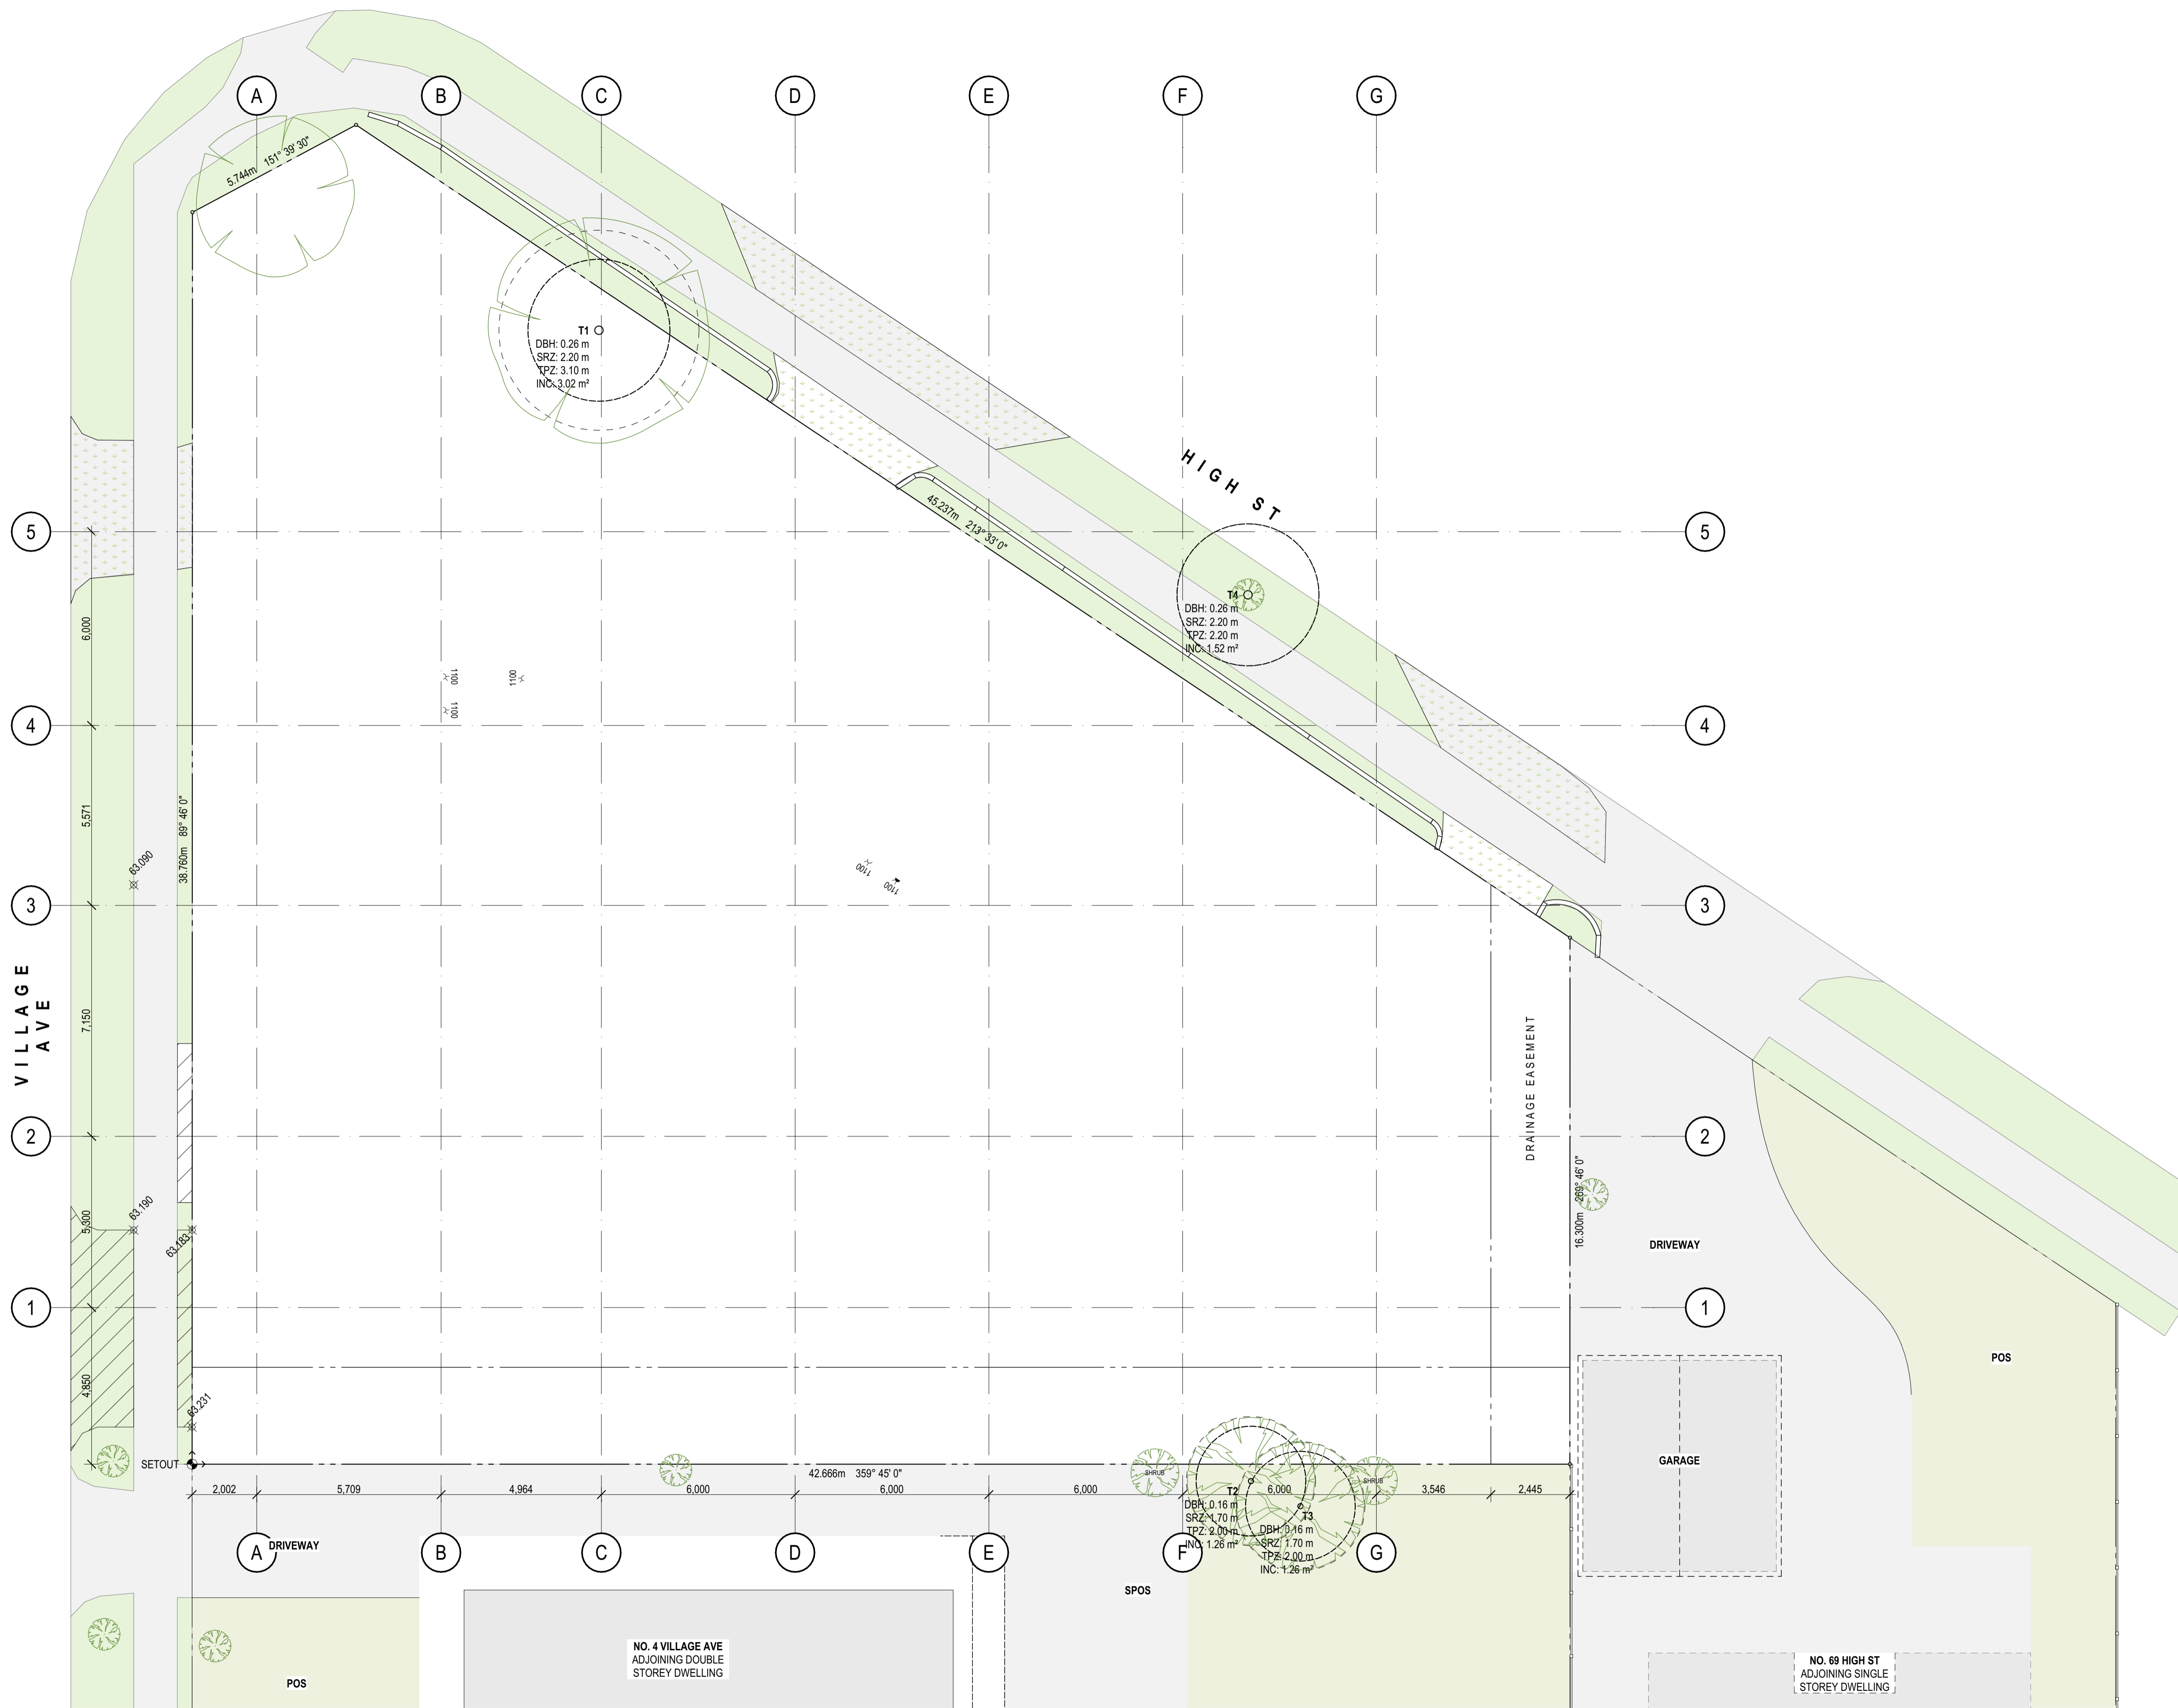 A
B
C
D
E
F
G
5.744m 151° 39' 30"
T1
DBH: 0.26 m
SRZ: 2.20 m
TPZ: 3.10 m
INC: 3.02 m²
HIGH ST
45.237m 213° 33' 0"
5
5
T4
DBH: 0.26 m
SRZ: 2.20 m
TPZ: 2.20 m
INC: 1.52 m²
6,000
1100
1100
1100
4
4
5,571
38.760m 89° 46' 0"
63.090
1100
1100
3
3
VILLAGE
AVE
7,150
DRAINAGE EASEMENT
2
2
5,300
63.190
63.183
16.300m 269° 46' 0"
DRIVEWAY
1
1
POS
4,850
63.231
GARAGE
SETOUT
42.666m 359° 45' 0"
SHRUB
SHRUB
2,002
5,709
4,964
6,000
6,000
6,000
6,000
3,546
2,445
T2
DBH: 0.16 m
SRZ: 1.70 m
TPZ: 2.00 m
INC: 1.26 m²
T3
DBH: 0.16 m
SRZ: 1.70 m
TPZ: 2.00 m
INC: 1.26 m²
A
DRIVEWAY
B
C
D
E
F
G
SPOS
NO. 4 VILLAGE AVE
ADJOINING DOUBLE
STOREY DWELLING
POS
NO. 69 HIGH ST
ADJOINING SINGLE
STOREY DWELLING